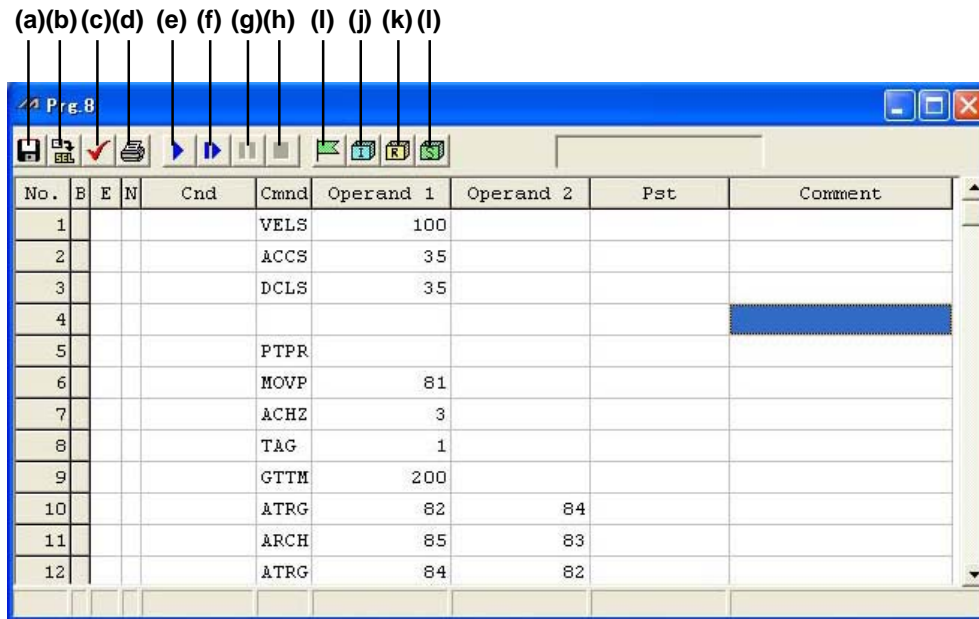 (a)(b)(c)(d) (e) (f) (g)(h) (l) (j) (k)(l)
Prg.8
SEL I R S
No. B E N Cnd Cmnd Operand 1 Operand 2 Pst Comment
1 VELS 100
2 ACCS 35
3 DCLS 35
4
5 PTPR
6 MOVP 81
7 ACHZ 3
8 TAG 1
9 GTTM 200
10 ATRG 82 84
11 ARCH 85 83
12 ATRG 84 82